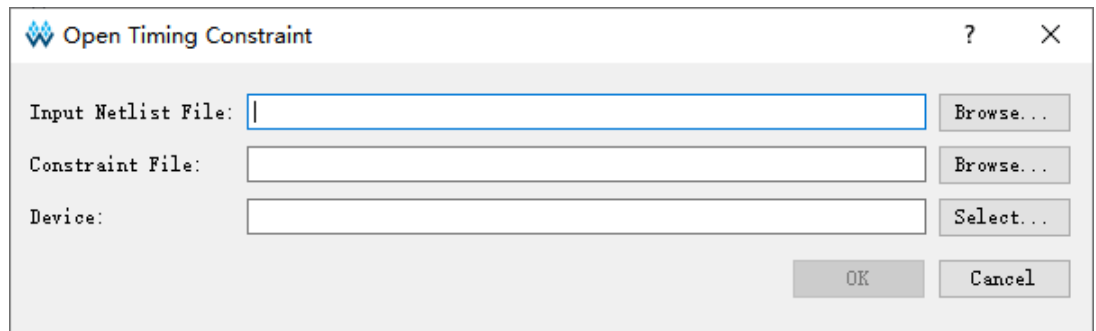 Open Timing Constraint ? ×
Input Netlist File: Browse...
Constraint File: Browse...
Device: Select...
OK Cancel